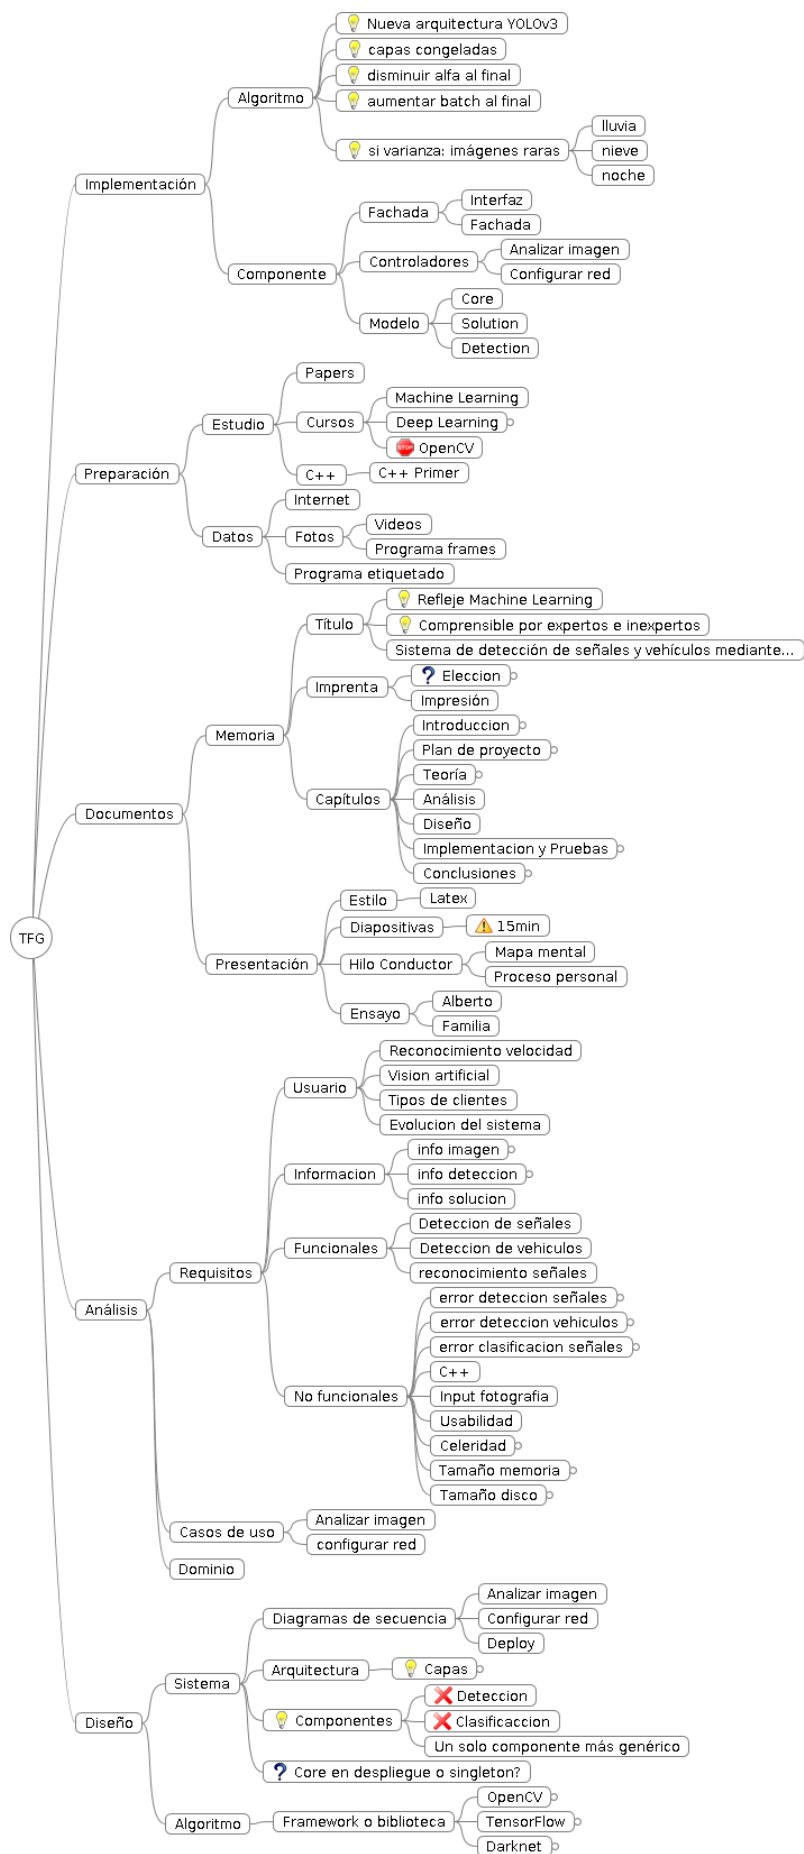 Nueva arquitectura YOLOv3
capas congeladas
disminuir alfa al final
Algoritmo
aumentar batch al final
lluvia
si varianza: imágenes raras
nieve
noche
Implementación
Interfaz
Fachada
Fachada
Analizar imagen
Controladores
Componente
Configurar red
Core
Modelo
Solution
Detection
Papers
Machine Learning
Estudio
Cursos
Deep Learning
STOP
OpenCV
Preparación
C++
C++ Primer
Internet
Videos
Datos
Fotos
Programa frames
Programa etiquetado
Refleje Machine Learning
Título
Comprensible por expertos e inexpertos
Sistema de detección de señales y vehículos mediante...
Eleccion
Imprenta
Impresión
Memoria
Introduccion
Plan de proyecto
Teoría
Capítulos
Análisis
Documentos
Diseño
Implementacion y Pruebas
Conclusiones
Estilo
Latex
Diapositivas
15min
TFG
Mapa mental
Presentación
Hilo Conductor
Proceso personal
Alberto
Ensayo
Familia
Reconocimiento velocidad
Vision artificial
Usuario
Tipos de clientes
Evolucion del sistema
info imagen
Informacion
info deteccion
info solucion
Deteccion de señales
Funcionales
Deteccion de vehiculos
Requisitos
reconocimiento señales
error deteccion señales
Análisis
error deteccion vehiculos
error clasificacion señales
C++
No funcionales
Input fotografia
Usabilidad
Celeridad
Tamaño memoria
Tamaño disco
Analizar imagen
Casos de uso
configurar red
Dominio
Analizar imagen
Diagramas de secuencia
Configurar red
Deploy
Arquitectura
Capas
Sistema
Deteccion
Componentes
Clasificaccion
Diseño
Un solo componente más genérico
Core en despliegue o singleton?
OpenCV
Algoritmo
Framework o biblioteca
TensorFlow
Darknet